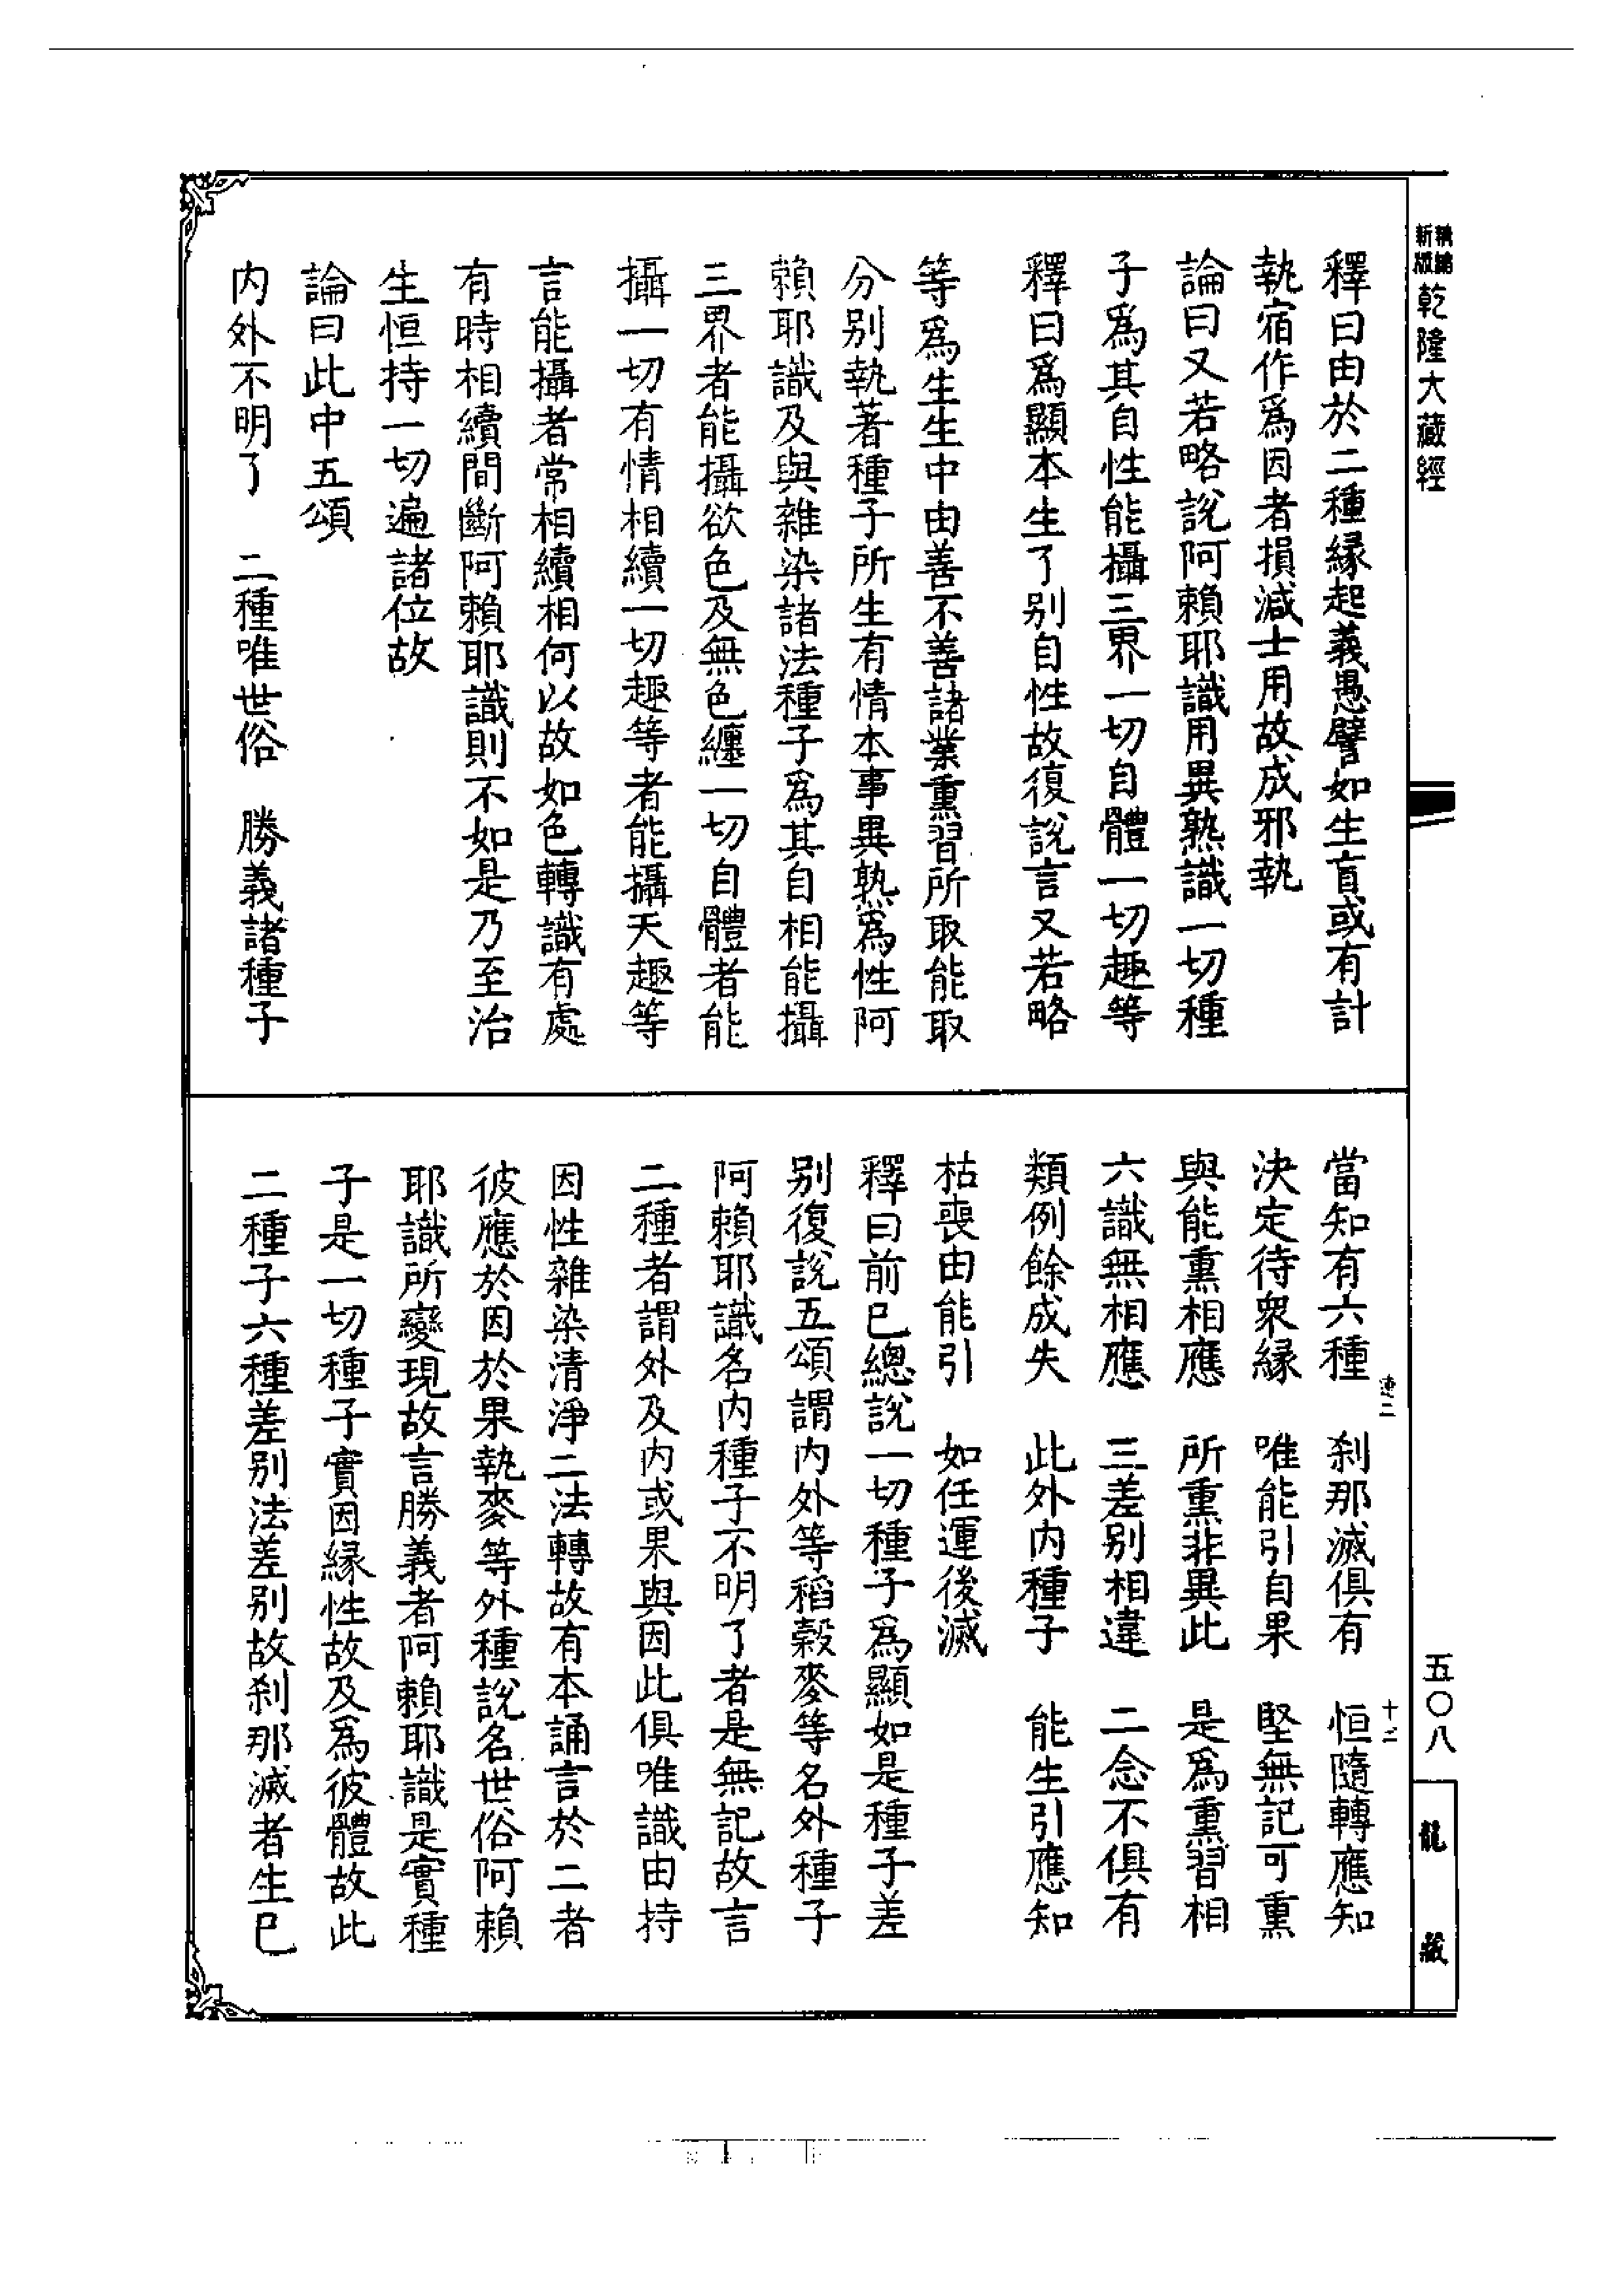 精編
新版
乾隆大藏經
釋曰由於二種緣起義愚譬如生盲或有計
執宿作爲因者損減士用故成邪執
論曰又若略說阿賴耶識用異熟識一切種
子爲其自性能攝三界一切自體一切趣等
釋曰爲顯本生了别自性故復說言又若略
等爲生生中由善不善諸業熏習所取能取
分别執著種子所生有情本事異熟爲性阿
賴耶識及與雜染諸法種子爲其自相能攝
三界者能攝欲色及無色纏一切自體者能
攝一切有情相續一切趣等者能攝天趣等
言能攝者常相續相何以故如色轉識有處
有時相續間斷阿賴耶識則不如是乃至治
生恒持一切遍諸位故
論曰此中五頌
内外不明了　二種唯世俗　勝義諸種子
當知有六種　刹那滅俱有　恒隨轉應知
決定待衆緣　唯能引自果　堅無記可熏
與能熏相應　所熏非異此　是爲熏習相
六識無相應　三差别相違　二念不俱有
類例餘成失　此外内種子　能生引應知
枯喪由能引　如任運後滅
釋曰前巳總說一切種子爲顯如是種子差
别復說五頌謂内外等稻穀麥等名外種子
阿賴耶識名内種子不明了者是無記故言
二種者謂外及内或果與因此俱唯識由持
因性雜染清淨二法轉故有本誦言於二者
彼應於因於果執麥等外種說名世俗阿賴
耶識所變現故言勝義者阿賴耶識是實種
子是一切種子實因緣性故及爲彼體故此
二種子六種差别法差别故刹那滅者生巳
五〇八
龍藏